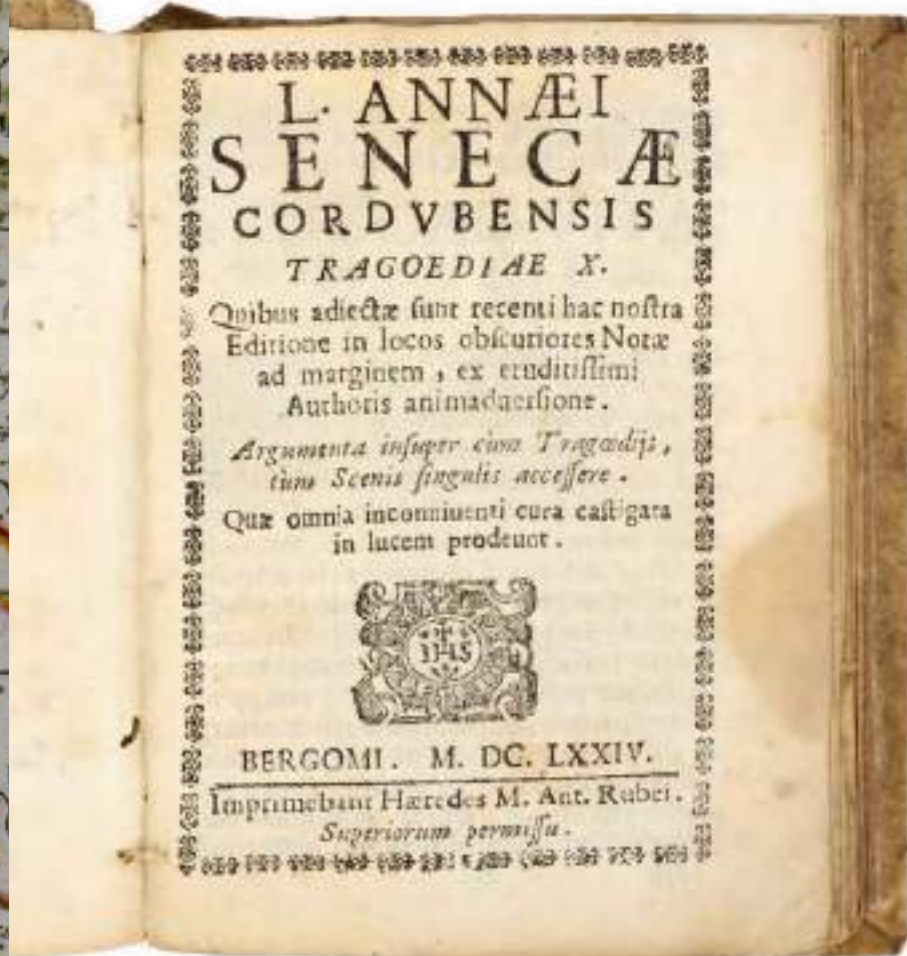 L. ANNÆI
SENECÆ
CORDVBENSIS
TRAGOEDIAE X.
Quibus adiectæ sunt recenti hac nostra
Editione in locos obscuriores Notæ
ad marginem, ex eruditissimi
Authoris animaduersione.
Argumenta insuper cùm Tragœdijs,
tùm Scenis singulis accessere.
Quæ omnia inconniuenti cura castigata
in lucem prodeunt.
IHS
BERGOMI. M. DC. LXXIV.
Imprimebant Hæredes M. Ant. Rubei.
Superiorum permissu.